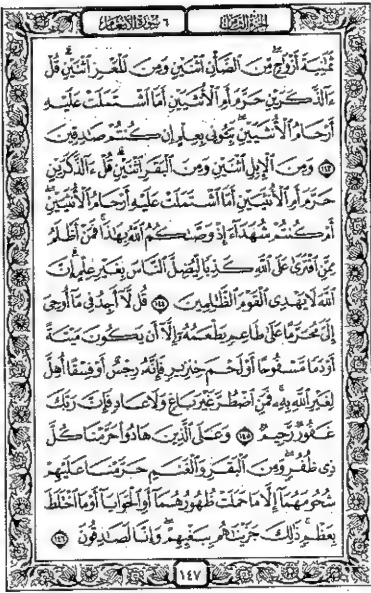 الجزء الثامن
٦ سورة الأنعام
ثَمَٰنِيَةَ أَزْوَٰجٍ مِّنَ ٱلضَّأْنِ ٱثْنَيْنِ وَمِنَ ٱلْمَعْزِ ٱثْنَيْنِ قُلْ
ءَآلذَّكَرَيْنِ حَرَّمَ أَمِ ٱلْأُنثَيَيْنِ أَمَّا ٱشْتَمَلَتْ عَلَيْهِ
أَرْحَامُ ٱلْأُنثَيَيْنِ نَبِّـُٔونِى بِعِلْمٍ إِن كُنتُمْ صَٰدِقِينَ
١٤٣ وَمِنَ ٱلْإِبِلِ ٱثْنَيْنِ وَمِنَ ٱلْبَقَرِ ٱثْنَيْنِ قُلْ ءَآلذَّكَرَيْنِ
حَرَّمَ أَمِ ٱلْأُنثَيَيْنِ أَمَّا ٱشْتَمَلَتْ عَلَيْهِ أَرْحَامُ ٱلْأُنثَيَيْنِ
أَمْ كُنتُمْ شُهَدَآءَ إِذْ وَصَّىٰكُمُ ٱللَّهُ بِهَٰذَا فَمَنْ أَظْلَمُ
مِمَّنِ ٱفْتَرَىٰ عَلَى ٱللَّهِ كَذِبًا لِّيُضِلَّ ٱلنَّاسَ بِغَيْرِ عِلْمٍ إِنَّ
ٱللَّهَ لَا يَهْدِى ٱلْقَوْمَ ٱلظَّٰلِمِينَ ١٤٤ قُل لَّآ أَجِدُ فِى مَآ أُوحِىَ
إِلَىَّ مُحَرَّمًا عَلَىٰ طَاعِمٍ يَطْعَمُهُۥٓ إِلَّآ أَن يَكُونَ مَيْتَةً
أَوْ دَمًا مَّسْفُوحًا أَوْ لَحْمَ خِنزِيرٍ فَإِنَّهُۥ رِجْسٌ أَوْ فِسْقًا أُهِلَّ
لِغَيْرِ ٱللَّهِ بِهِۦ فَمَنِ ٱضْطُرَّ غَيْرَ بَاغٍ وَلَا عَادٍ فَإِنَّ رَبَّكَ
غَفُورٌ رَّحِيمٌ ١٤٥ وَعَلَى ٱلَّذِينَ هَادُوا۟ حَرَّمْنَا كُلَّ
ذِى ظُفُرٍ وَمِنَ ٱلْبَقَرِ وَٱلْغَنَمِ حَرَّمْنَا عَلَيْهِمْ
شُحُومَهُمَآ إِلَّا مَا حَمَلَتْ ظُهُورُهُمَآ أَوِ ٱلْحَوَايَآ أَوْ مَا ٱخْتَلَطَ
بِعَظْمٍ ذَٰلِكَ جَزَيْنَٰهُم بِبَغْيِهِمْ وَإِنَّا لَصَٰدِقُونَ ١٤٦
١٤٧